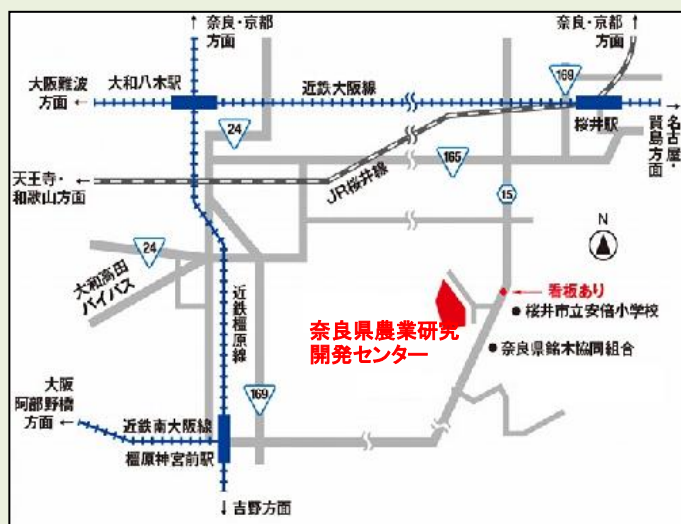 ↑ 奈良・京都
方面
奈良・京都 ↑
方面
大阪難波
方面 ←
大和八木駅
近鉄大阪線
169
桜井駅
→ 名古屋・
賢島方面
24
165
天王寺・
和歌山方面
←
JR桜井線
15
N
24
大和高田
バイパス
近鉄橿原線
← 看板あり
桜井市立安倍小学校
奈良県農業研究
開発センター
奈良県銘木協同組合
大阪
阿部野橋
方面 ←
近鉄南大阪線
169
橿原神宮前駅
↓ 吉野方面